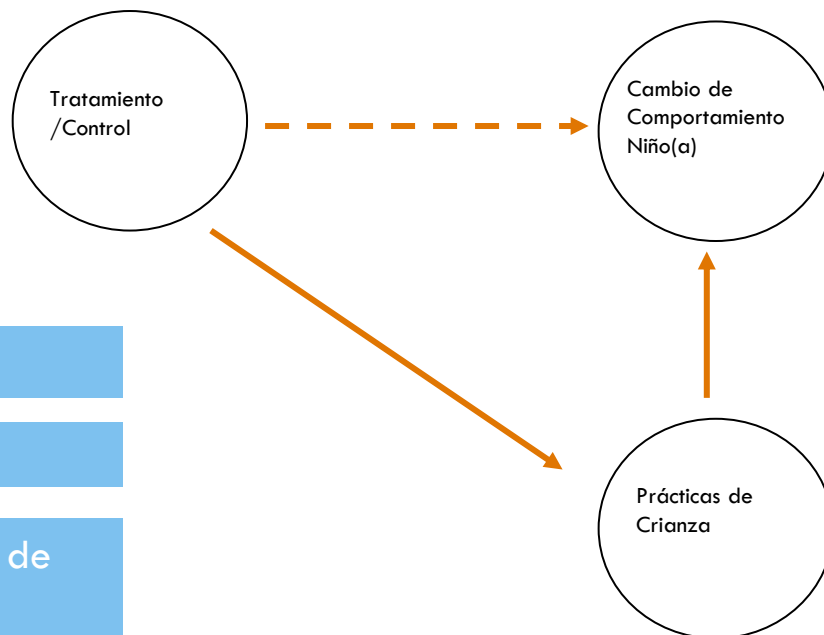 Tratamiento
/Control
Cambio de
Comportamiento
Niño(a)
Prácticas de
Crianza
de